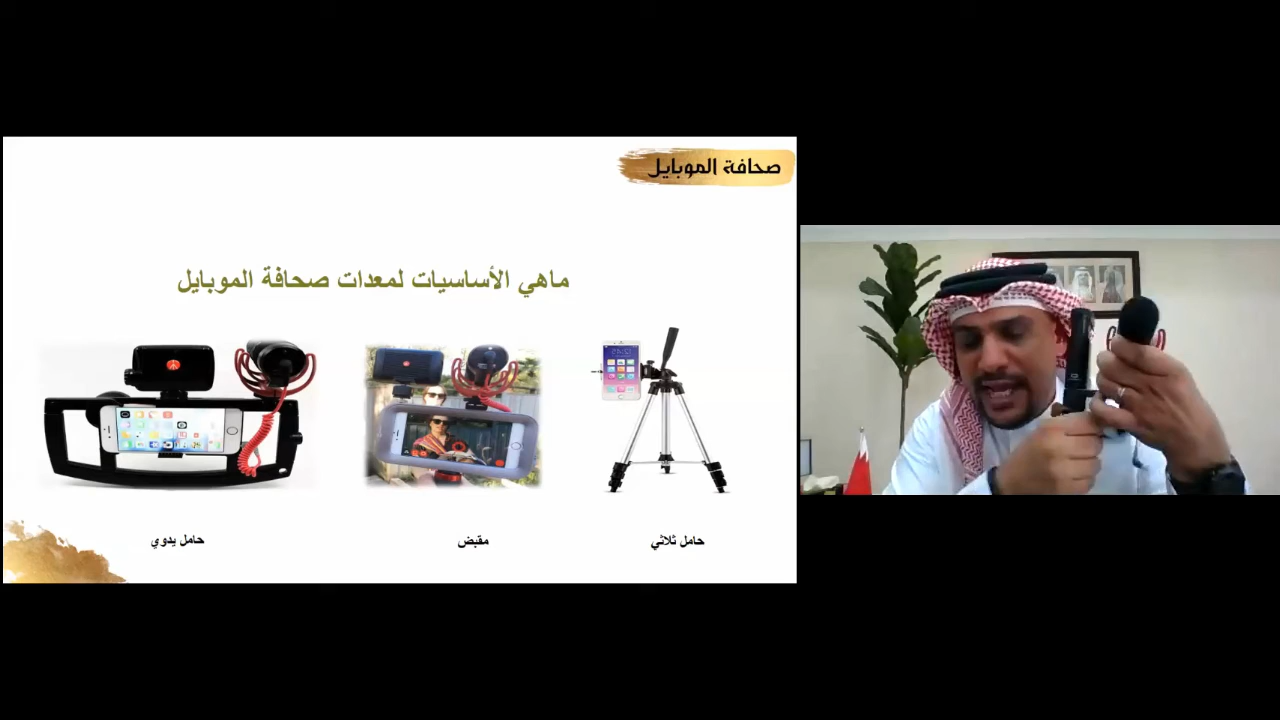 صحافة الموبايل
ماهي الأساسيات لمعدات صحافة الموبايل
حامل ثلاثي
مقبض
حامل يدوي